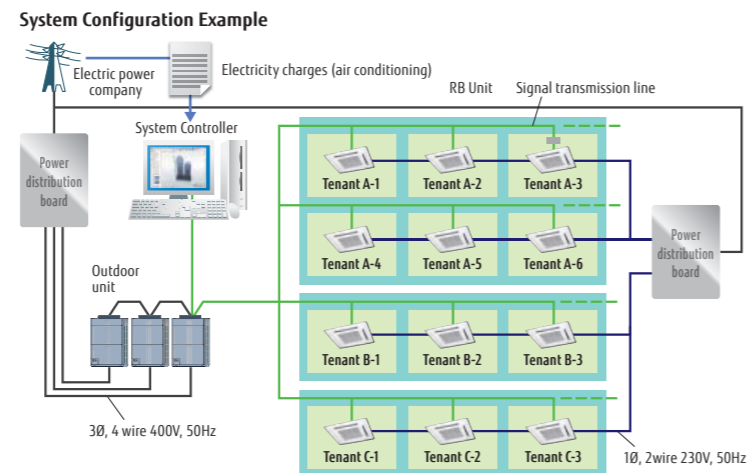 System Configuration Example
Electric power
company
Electricity charges (air conditioning)
RB Unit
Signal transmission line
System Controller
Power
distribution
board
Tenant A-1
Tenant A-2
Tenant A-3
Tenant A-4
Tenant A-5
Tenant A-6
Power
distribution
board
Outdoor
unit
Tenant B-1
Tenant B-2
Tenant B-3
3Ø, 4 wire 400V, 50Hz
Tenant C-1
Tenant C-2
Tenant C-3
1Ø, 2wire 230V, 50Hz